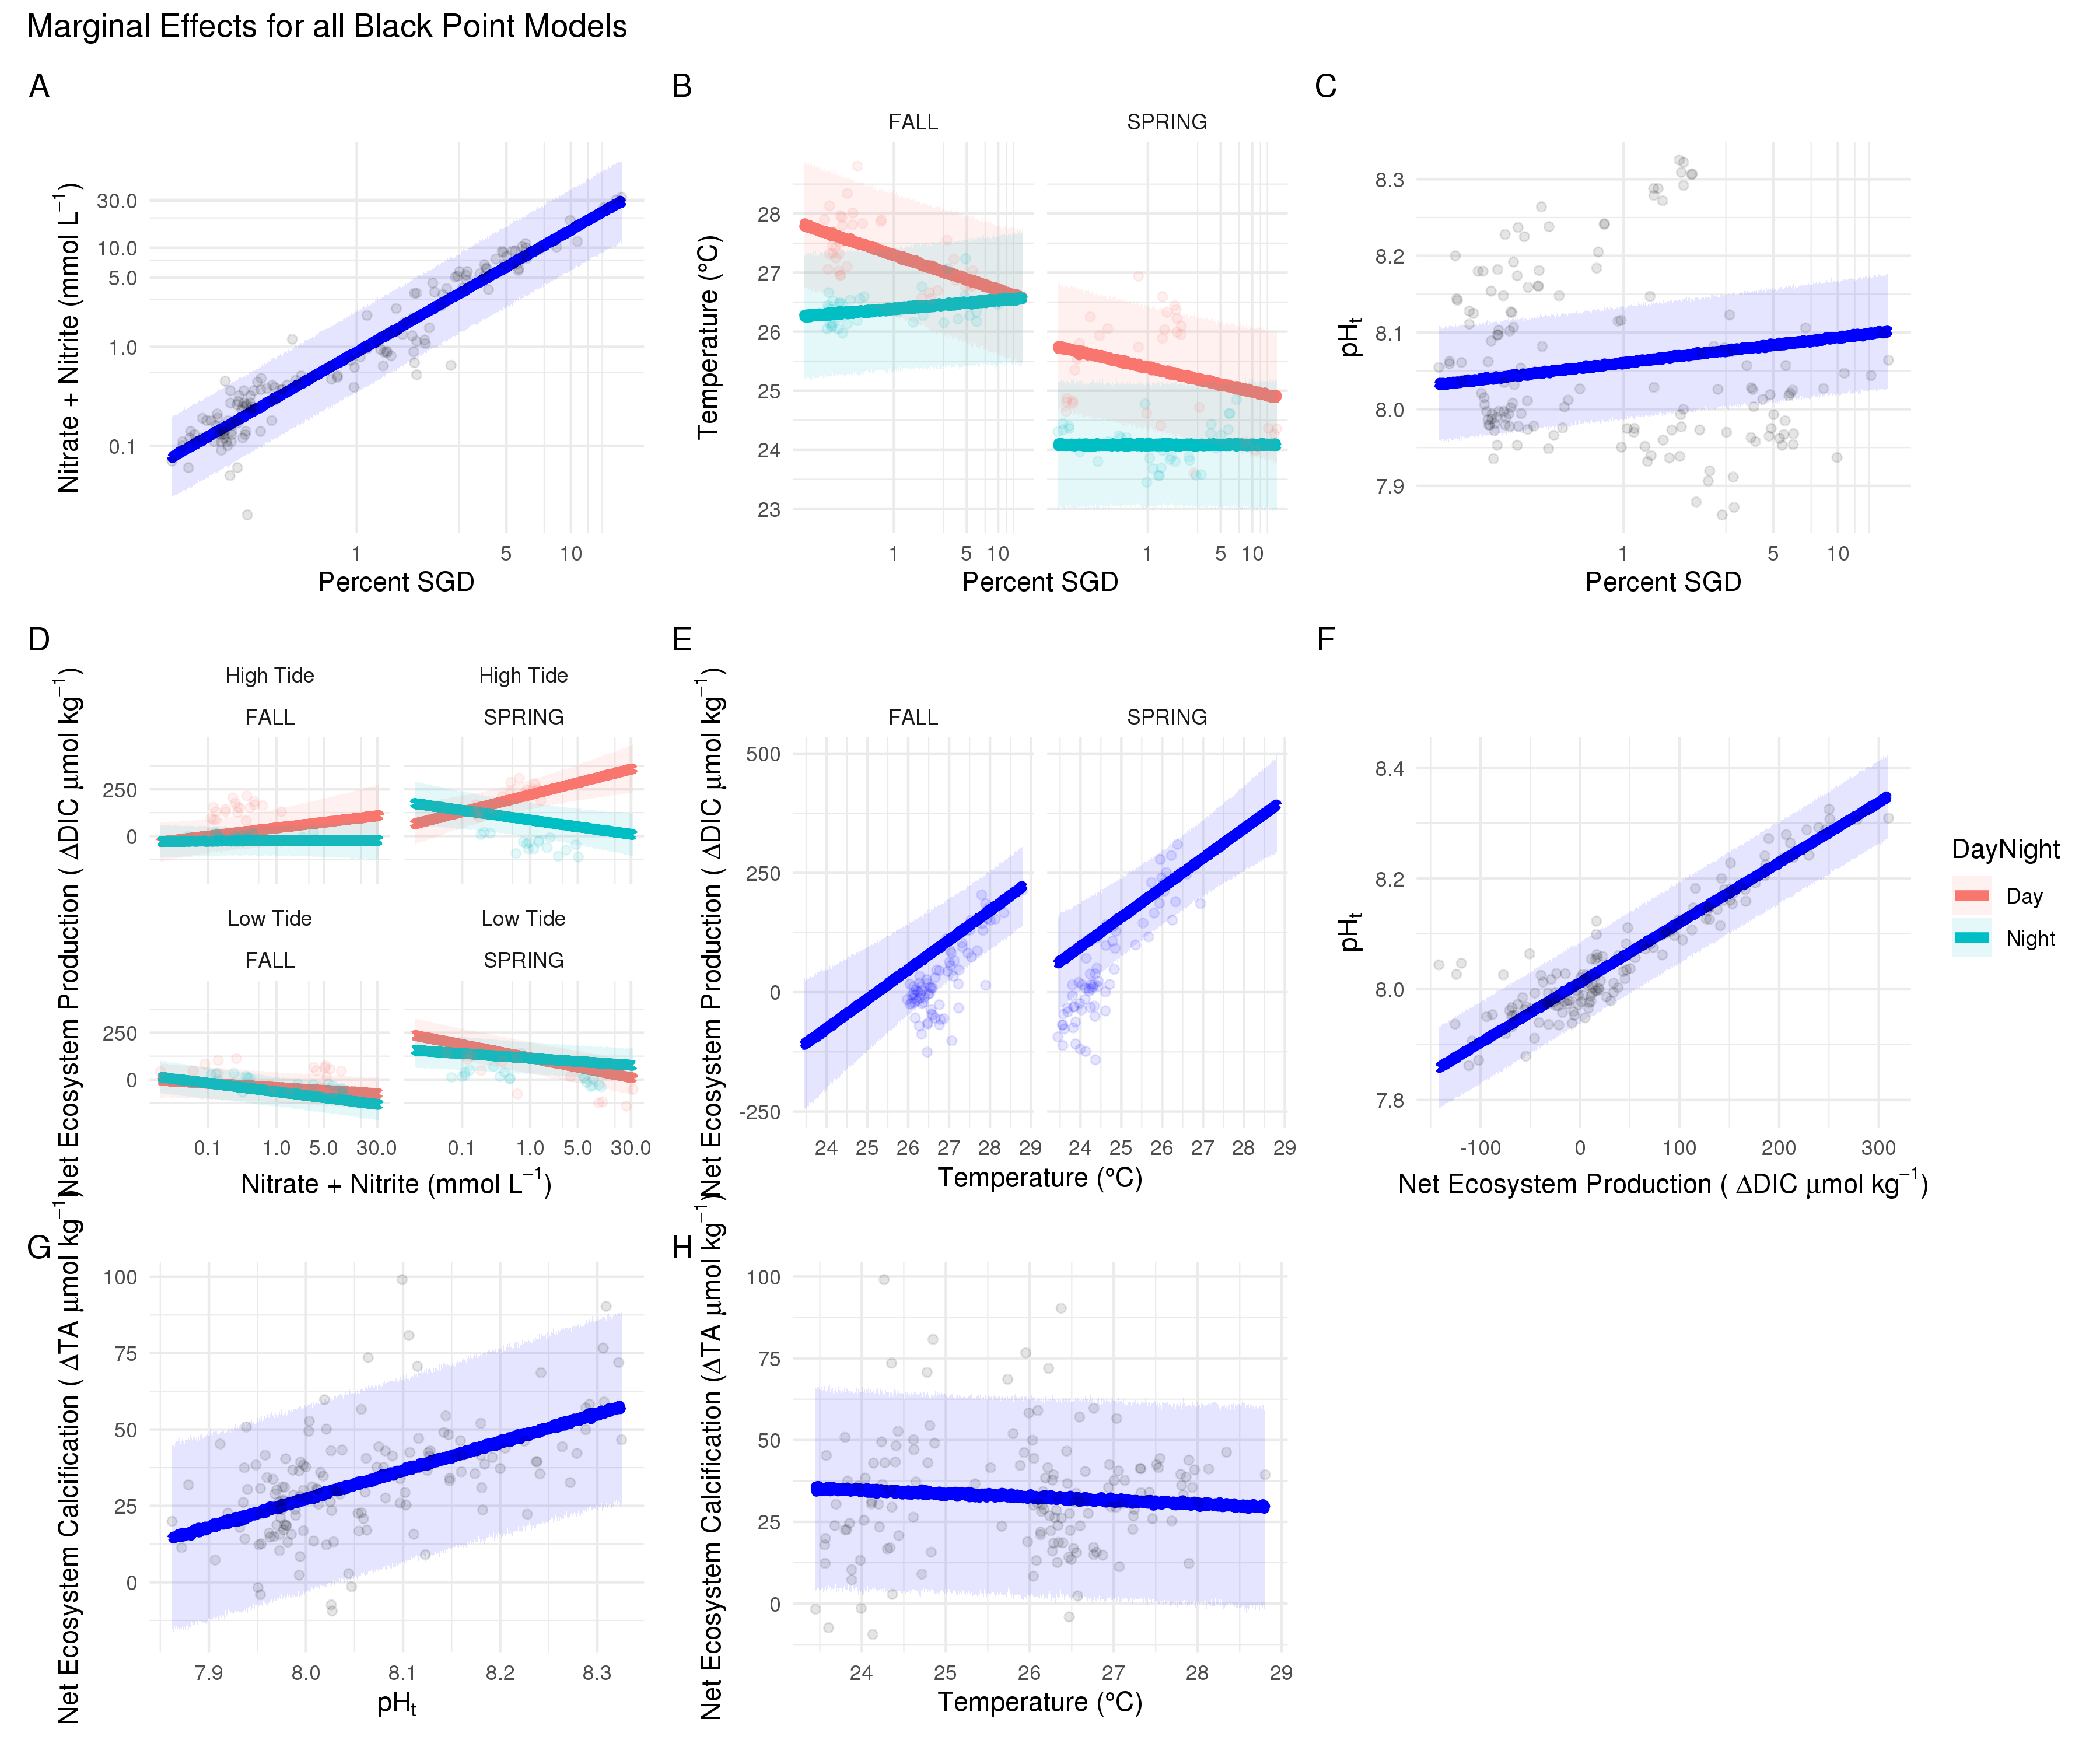 Marginal Effects for all Black Point Models
A
Nitrate + Nitrite (mmol L⁻¹)
30.0
10.0
5.0
1.0
0.1
1 5 10
Percent SGD
B
FALL SPRING
Temperature (°C)
28
27
26
25
24
23
1 5 10 1 5 10
Percent SGD
C
pHₜ
8.3
8.2
8.1
8.0
7.9
1 5 10
Percent SGD
D
Net Ecosystem Production ( ΔDIC μmol kg⁻¹)
High Tide High Tide
FALL SPRING
250
0
Low Tide Low Tide
FALL SPRING
250
0
0.1 1.0 5.0 30.0 0.1 1.0 5.0 30.0
Nitrate + Nitrite (mmol L⁻¹)
E
Net Ecosystem Production ( ΔDIC μmol kg⁻¹)
FALL SPRING
500
250
0
-250
24 25 26 27 28 29 24 25 26 27 28 29
Temperature (°C)
F
pHₜ
8.4
8.2
8.0
7.8
-100 0 100 200 300
Net Ecosystem Production ( ΔDIC μmol kg⁻¹)
DayNight
Day
Night
G
Net Ecosystem Calcification ( ΔTA μmol kg⁻¹)
100
75
50
25
0
7.9 8.0 8.1 8.2 8.3
pHₜ
H
Net Ecosystem Calcification (ΔTA μmol kg⁻¹)
100
75
50
25
0
24 25 26 27 28 29
Temperature (°C)